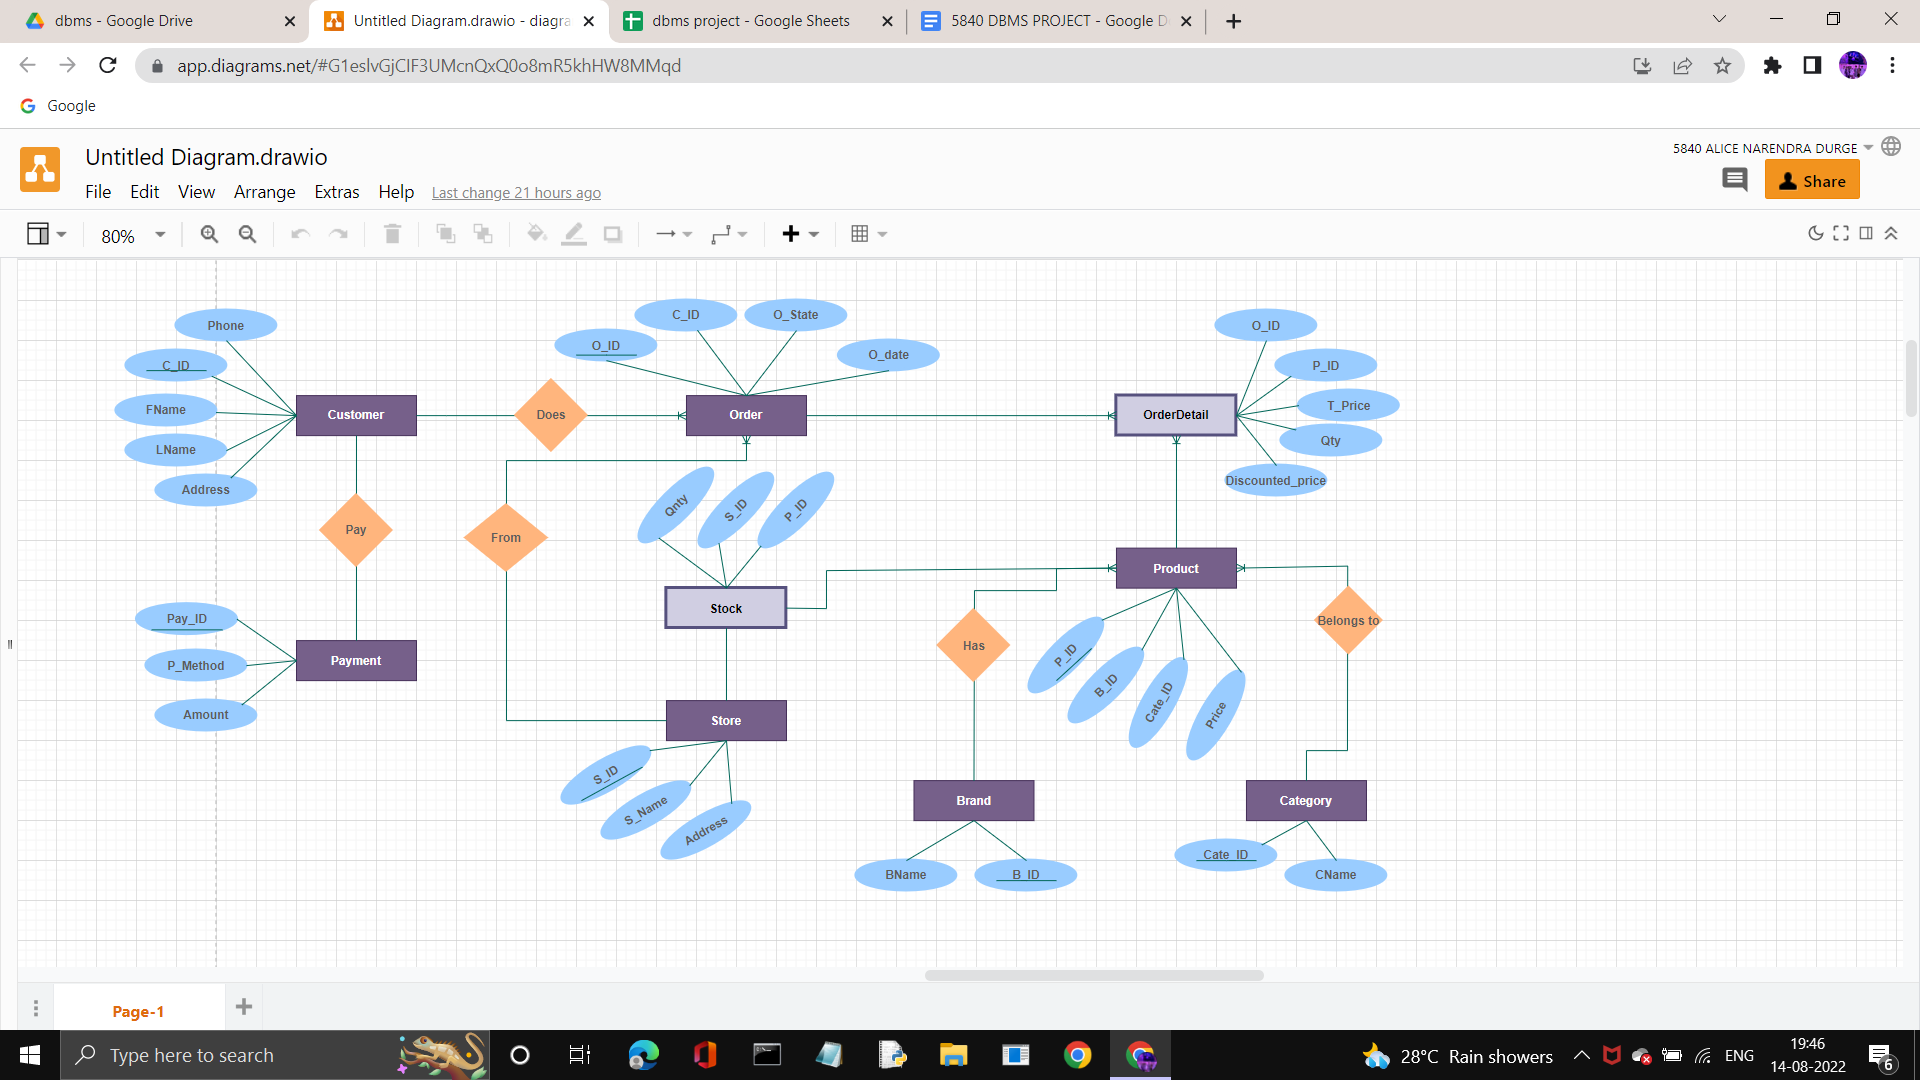 dbms - Google Drive
Untitled Diagram.drawio - diagra
dbms project - Google Sheets
5840 DBMS PROJECT - Google D
app.diagrams.net/#G1eslvGjCIF3UMcnQxQ0o8mR5khHW8MMqd
Google
Untitled Diagram.drawio
5840 ALICE NARENDRA DURGE
File Edit View Arrange Extras Help Last change 21 hours ago
Share
80%
Phone
C_ID
FName
LName
Address
Customer
Does
O_ID
C_ID
O_State
O_date
Order
OrderDetail
O_ID
P_ID
T_Price
Qty
Discounted_price
Pay
From
Qnty
S_ID
P_ID
Stock
Product
Has
Belongs to
P_ID
B_ID
Cate_ID
Price
Pay_ID
P_Method
Amount
Payment
Store
S_ID
S_Name
Address
Brand
BName
B_ID
Category
Cate_ID
CName
Page-1
Type here to search
28°C Rain showers
ENG
19:46
14-08-2022
6